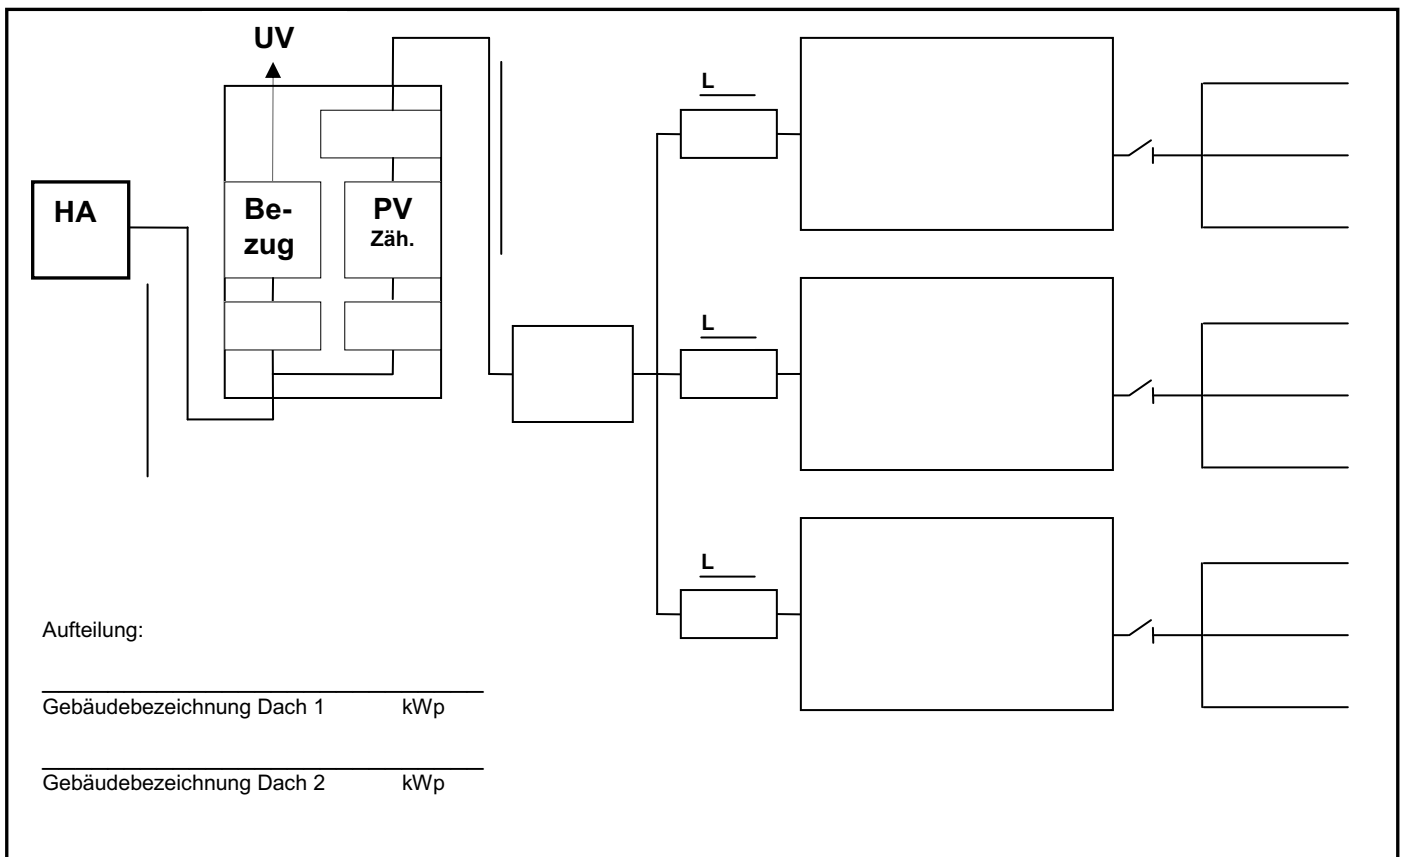 UV
L
HA
Be-
zug
PV
Zäh.
L
L
Aufteilung:
Gebäudebezeichnung Dach 1 kWp
Gebäudebezeichnung Dach 2 kWp